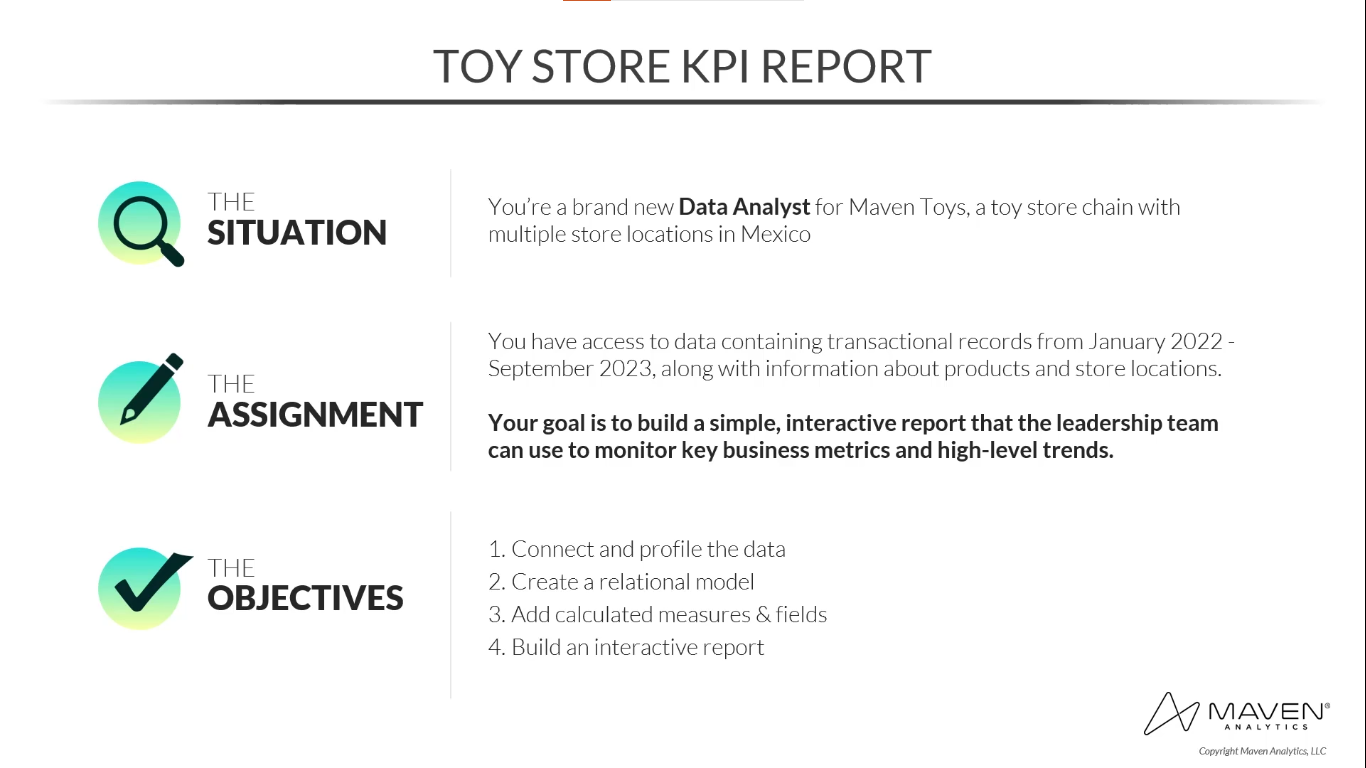 TOY STORE KPI REPORT
THE
SITUATION
You’re a brand new Data Analyst for Maven Toys, a toy store chain with
multiple store locations in Mexico
THE
ASSIGNMENT
You have access to data containing transactional records from January 2022 -
September 2023, along with information about products and store locations.
Your goal is to build a simple, interactive report that the leadership team
can use to monitor key business metrics and high-level trends.
THE
OBJECTIVES
1. Connect and profile the data
2. Create a relational model
3. Add calculated measures & fields
4. Build an interactive report
MAVEN®
ANALYTICS
Copyright Maven Analytics, LLC